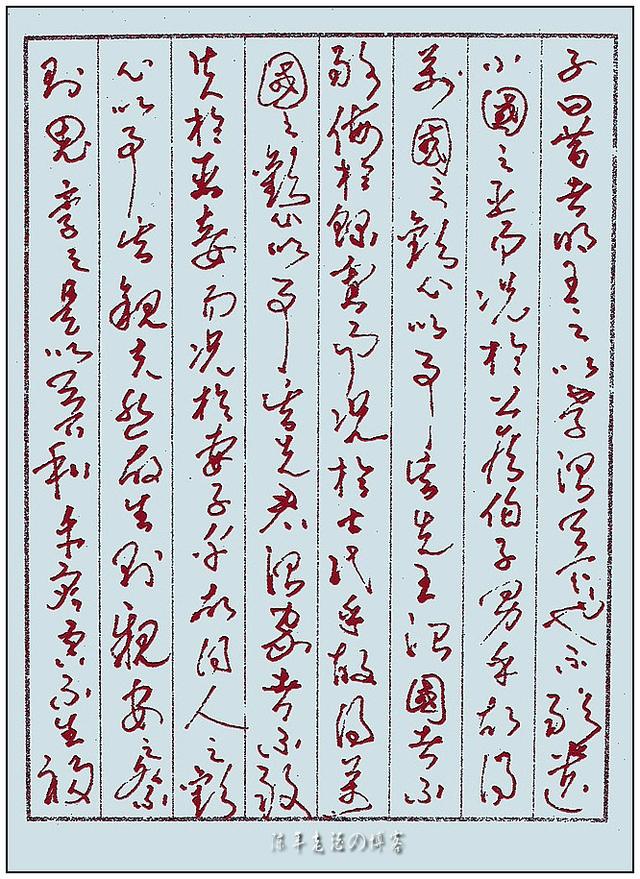 子曰昔者明王之以孝治天下也不敢遺
小國之臣而況於公侯伯子男乎故得
萬國之歡心以事其先王治國者不
敢侮於鰥寡而況於士民乎故得萬
國之歡心以事其先君治家者不敢
失於臣妾而況於妻子乎故得人之歡
心以事其親夫然故生則親安之祭
則鬼享之是以天下和平灾害不生禍
の博客